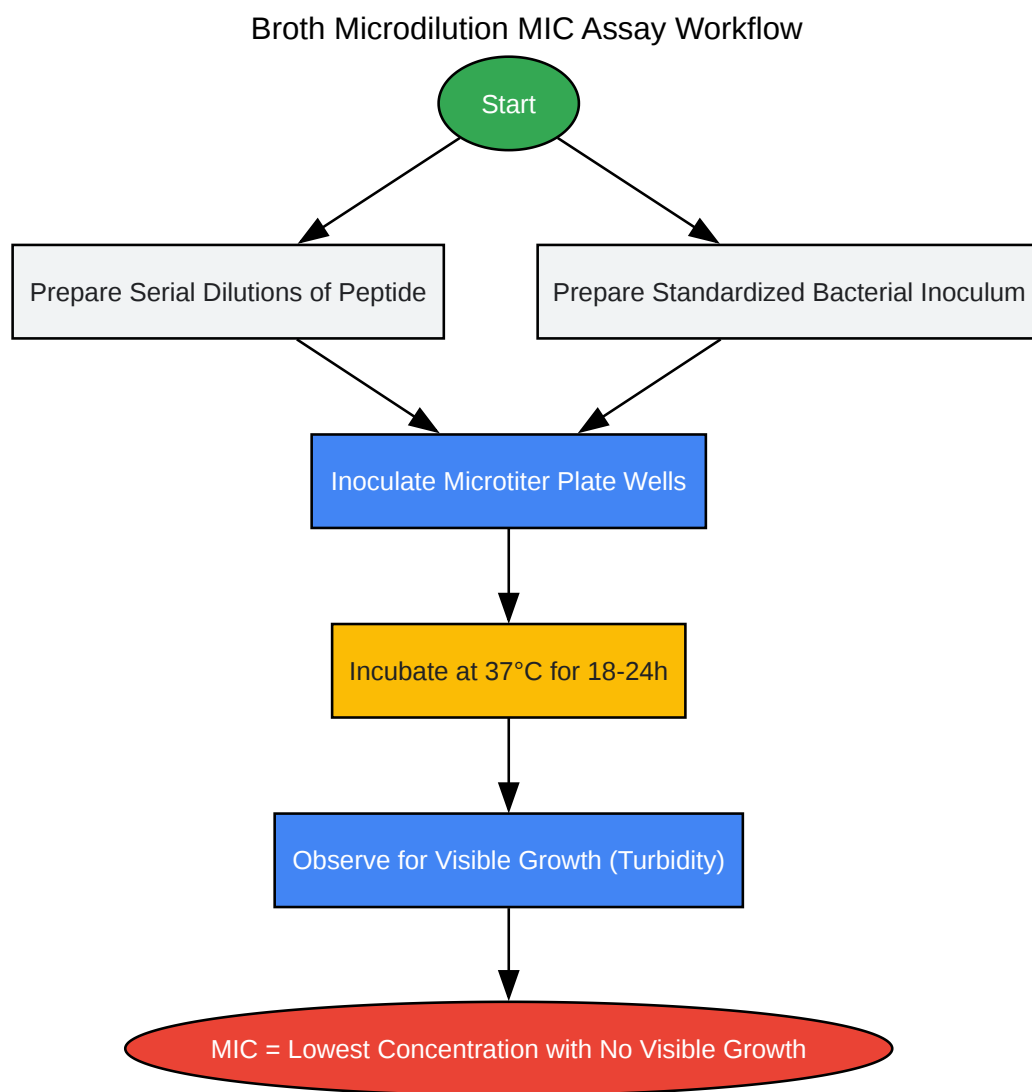 Broth Microdilution MIC Assay Workflow
Start
Prepare Serial Dilutions of Peptide
Prepare Standardized Bacterial Inoculum
Inoculate Microtiter Plate Wells
Incubate at 37°C for 18-24h
Observe for Visible Growth (Turbidity)
MIC = Lowest Concentration with No Visible Growth